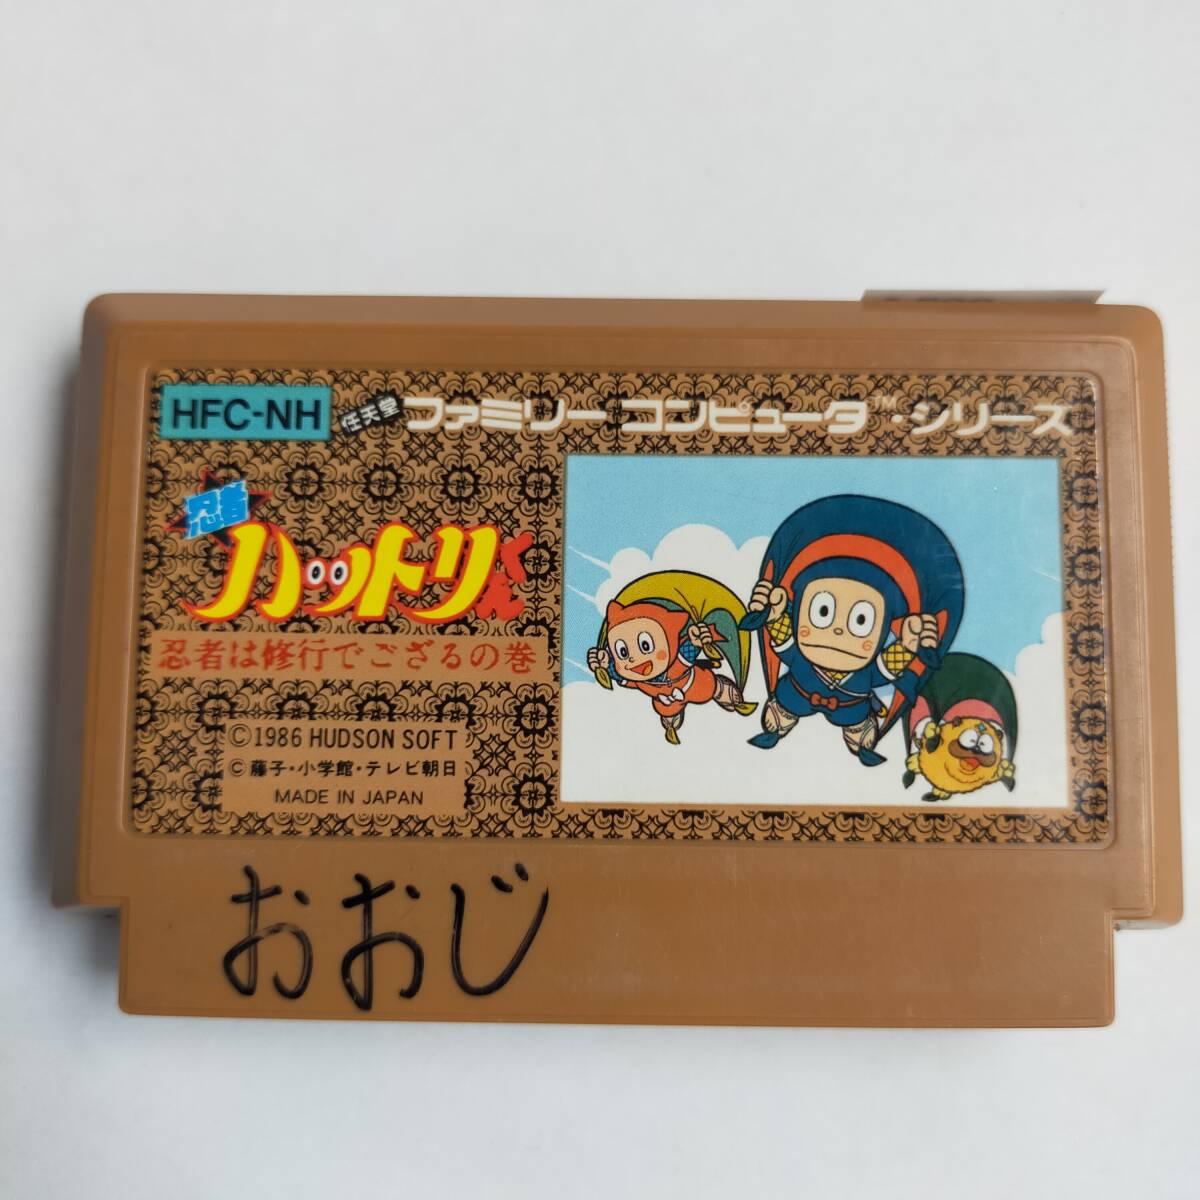 HFC-NH
任天堂 ファミリーコンピュータ™・シリーズ
忍者
ハットリくん
忍者は修行でござるの巻
©1986 HUDSON SOFT
©藤子・小学館・テレビ朝日
MADE IN JAPAN
おおじ